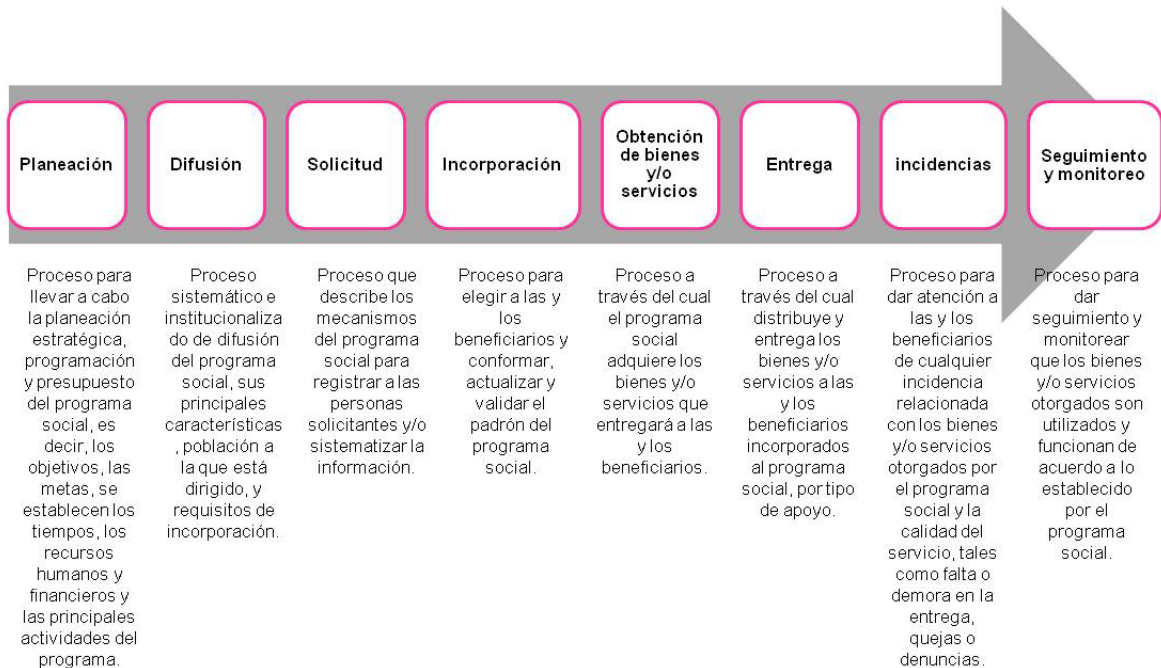 Planeación
Difusión
Solicitud
Incorporación
Obtención
de bienes
y/o
servicios
Entrega
incidencias
Seguimiento
y monitoreo
Proceso para
llevar a cabo
la planeación
estratégica,
programación
y presupuesto
del programa
social, es
decir, los
objetivos, las
metas, se
establecen los
tiempos, los
recursos
humanos y
financieros y
las principales
actividades del
programa.
Proceso
sistemático e
institucionaliza
do de difusión
del programa
social, sus
principales
características
, población a
la que está
dirigido, y
requisitos de
incorporación.
Proceso que
describe los
mecanismos
del programa
social para
registrar a las
personas
solicitantes y/o
sistematizar la
información.
Proceso para
elegir a las y
los
beneficiarios y
conformar,
actualizar y
validar el
padrón del
programa
social.
Proceso a
través del cual
el programa
social
adquiere los
bienes y/o
servicios que
entregará a las
y los
beneficiarios.
Proceso a
través del cual
distribuye y
entrega los
bienes y/o
servicios a las
y los
beneficiarios
incorporados
al programa
social, por tipo
de apoyo.
Proceso para
dar atención a
las y los
beneficiarios
de cualquier
incidencia
relacionada
con los bienes
y/o servicios
otorgados por
el programa
social y la
calidad del
servicio, tales
como falta o
demora en la
entrega,
quejas o
denuncias.
Proceso para
dar
seguimiento y
monitorear
que los bienes
y/o servicios
otorgados son
utilizados y
funcionan de
acuerdo a lo
establecido
por el
programa
social.